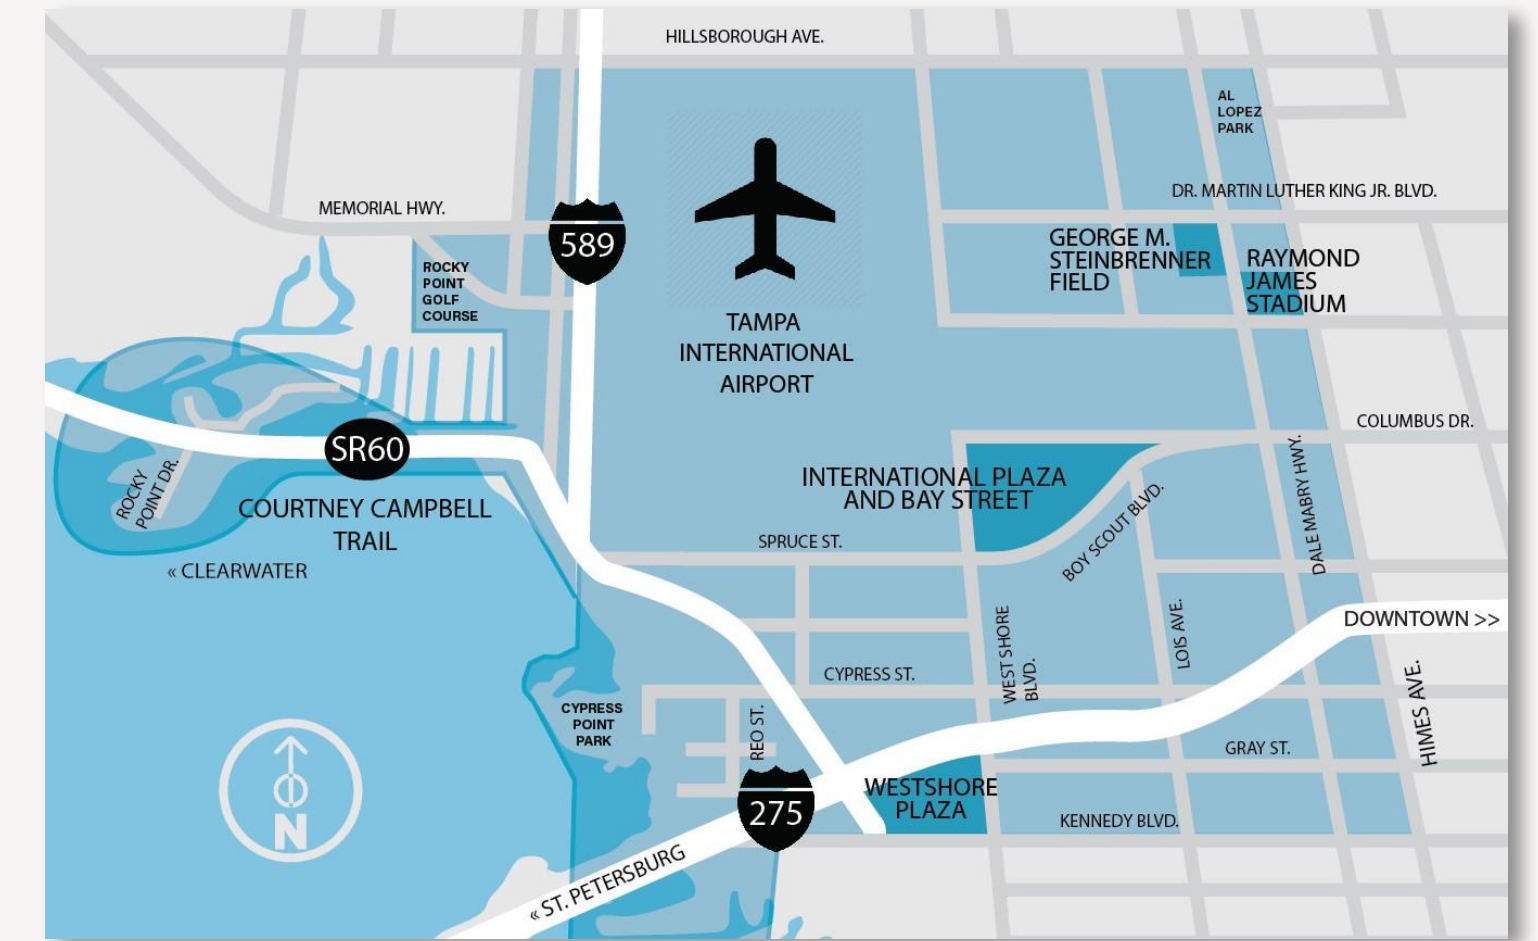 HILLSBOROUGH AVE.
AL
LOPEZ
PARK
DR. MARTIN LUTHER KING JR. BLVD.
MEMORIAL HWY.
589
GEORGE M.
STEINBRENNER
FIELD
RAYMOND
JAMES
STADIUM
ROCKY
POINT
GOLF
COURSE
TAMPA
INTERNATIONAL
AIRPORT
COLUMBUS DR.
SR60
ROCKY
POINT DR.
COURTNEY CAMPBELL
TRAIL
« CLEARWATER
INTERNATIONAL PLAZA
AND BAY STREET
SPRUCE ST.
BOY SCOUT BLVD.
DALE MABRY HWY.
DOWNTOWN >>
WEST SHORE
BLVD.
LOIS AVE.
CYPRESS ST.
HIMES AVE.
CYPRESS
POINT
PARK
REO ST.
GRAY ST.
275
WESTSHORE
PLAZA
KENNEDY BLVD.
« ST. PETERSBURG
N